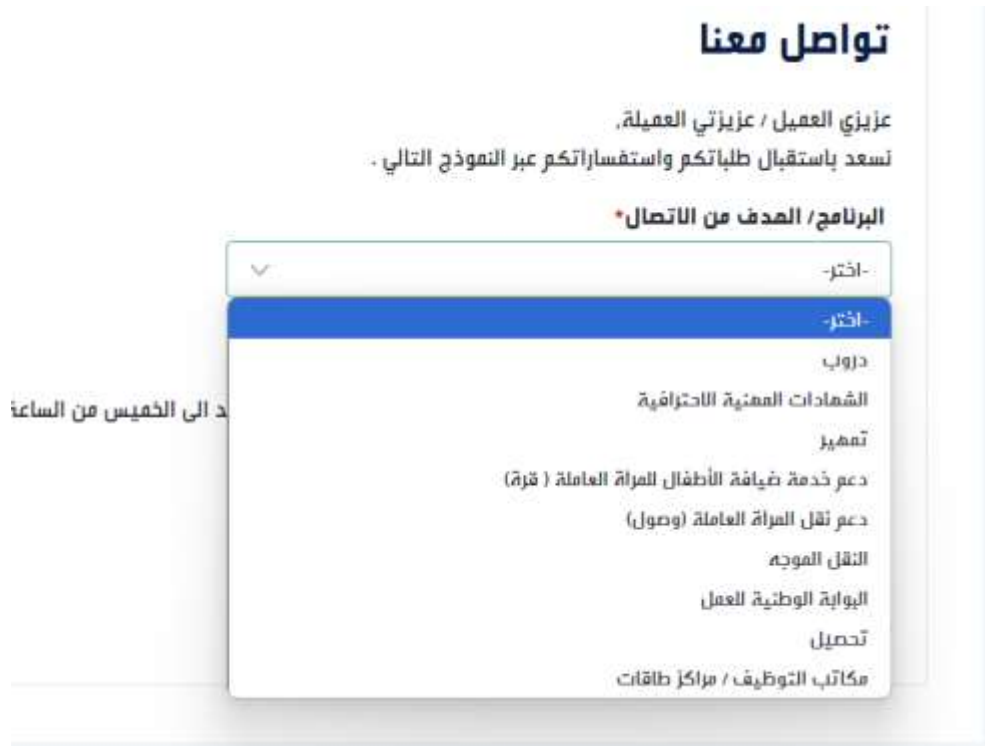 تواصل معنا
عزيزي العميل / عزيزتي العميلة,
نسعد باستقبال طلباتكم واستفساراتكم عبر النموذج التالي .
البرنامج/ الهدف من الاتصال*
-اختر-
-اختر-
دروب
الشهادات المهنية الاحترافية
د الى الخميس من الساعة
تمهير
دعم خدمة ضيافة الأطفال للمرأة العاملة ( قرة)
دعم نقل المرأة العاملة (وصول)
النقل الموجه
البوابة الوطنية للعمل
تحصيل
مكاتب التوظيف / مراكز طاقات